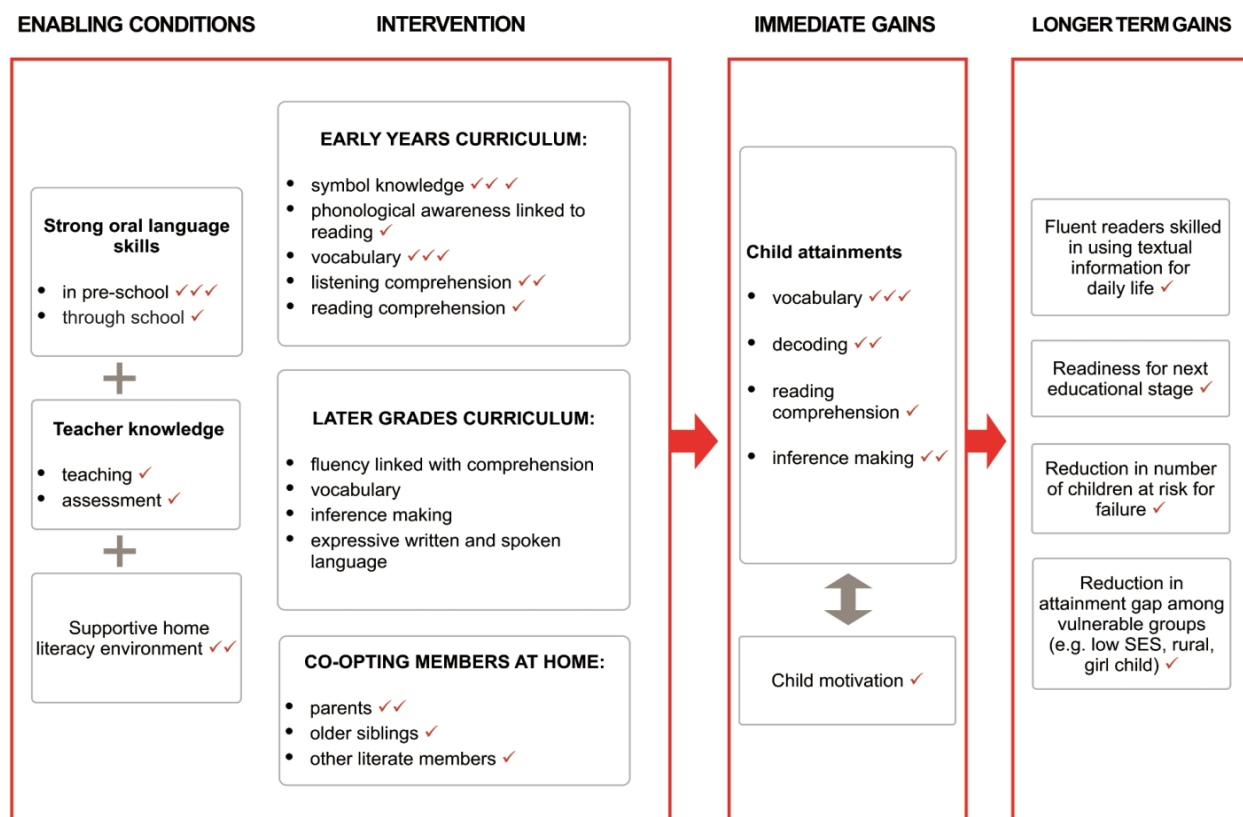 ENABLING CONDITIONS
INTERVENTION
IMMEDIATE GAINS
LONGER TERM GAINS
Strong oral language
skills
• in pre-school ✓✓✓
• through school ✓
+
Teacher knowledge
• teaching ✓
• assessment ✓
+
Supportive home
literacy environment ✓✓
EARLY YEARS CURRICULUM:
• symbol knowledge ✓✓ ✓
• phonological awareness linked to
reading ✓
• vocabulary ✓✓✓
• listening comprehension ✓✓
• reading comprehension ✓
LATER GRADES CURRICULUM:
• fluency linked with comprehension
• vocabulary
• inference making
• expressive written and spoken
language
CO-OPTING MEMBERS AT HOME:
• parents ✓✓
• older siblings ✓
• other literate members ✓
Child attainments
• vocabulary ✓✓✓
• decoding ✓✓
• reading
comprehension ✓
• inference making ✓✓
Child motivation ✓
Fluent readers skilled
in using textual
information for
daily life ✓
Readiness for next
educational stage ✓
Reduction in number
of children at risk for
failure ✓
Reduction in
attainment gap among
vulnerable groups
(e.g. low SES, rural,
girl child) ✓